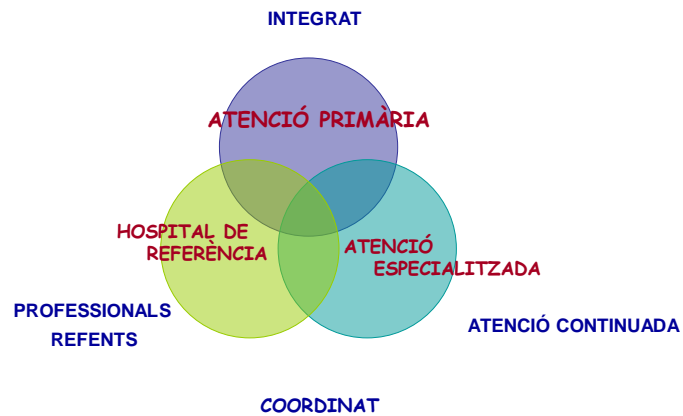 INTEGRAT
ATENCIÓ PRIMÀRIA
HOSPITAL DE
REFERÈNCIA
ATENCIÓ
ESPECIALITZADA
PROFESSIONALS
REFENTS
ATENCIÓ CONTINUADA
COORDINAT